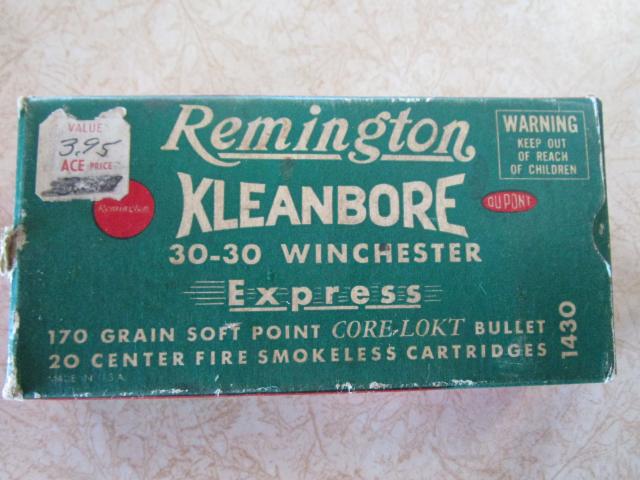 VALUE
3.95
ACE PRICE
Remington
WARNING
KEEP OUT
OF REACH
OF CHILDREN
Remington
KLEANBORE
DU PONT
30-30 WINCHESTER
Express
170 GRAIN SOFT POINT CORE-LOKT BULLET
20 CENTER FIRE SMOKELESS CARTRIDGES
1430
MADE IN U.S.A.